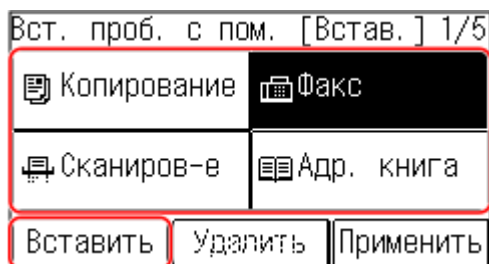 Вст. проб. с пом. [Встав.] 1/5
Копирование Факс
Сканиров-е Адр. книга
Вставить Удалить Применить